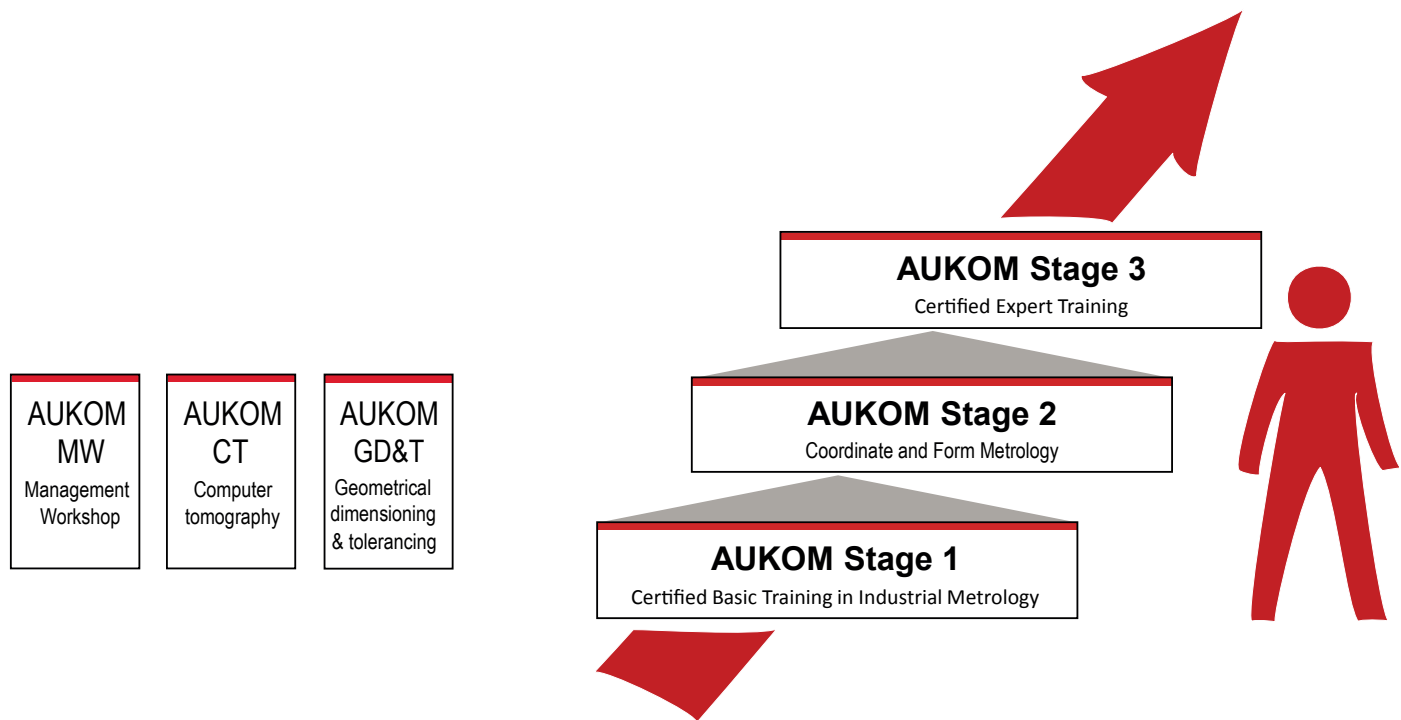 AUKOM Stage 3
Certified Expert Training
AUKOM Stage 2
Coordinate and Form Metrology
AUKOM Stage 1
Certified Basic Training in Industrial Metrology
AUKOM
MW
Management
Workshop
AUKOM
CT
Computer
tomography
AUKOM
GD&T
Geometrical
dimensioning
& tolerancing